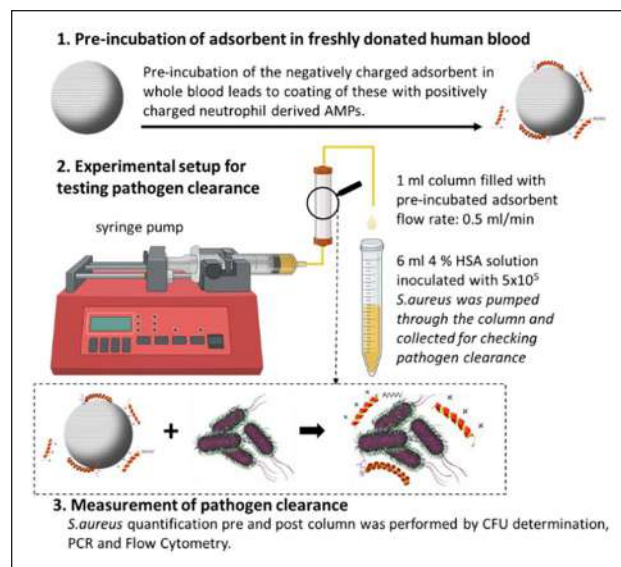 1. Pre-incubation of adsorbent in freshly donated human blood
Pre-incubation of the negatively charged adsorbent in
whole blood leads to coating of these with positively
charged neutrophil derived AMPs.
2. Experimental setup for
testing pathogen clearance
syringe pump
1 ml column filled with
pre-incubated adsorbent
flow rate: 0.5 ml/min
6 ml 4 % HSA solution
inoculated with 5x10⁵
S.aureus was pumped
through the column and
collected for checking
pathogen clearance
+
3. Measurement of pathogen clearance
S.aureus quantification pre and post column was performed by CFU determination,
PCR and Flow Cytometry.